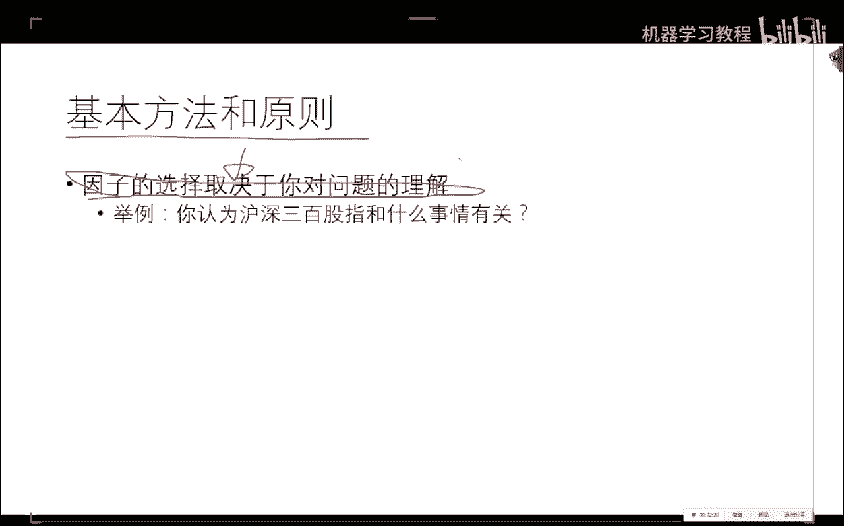 机器学习教程 bilibili
基本方法和原则
• 因子的选择取决于你对问题的理解
• 举例：你认为沪深三百股指和什么事情有关？